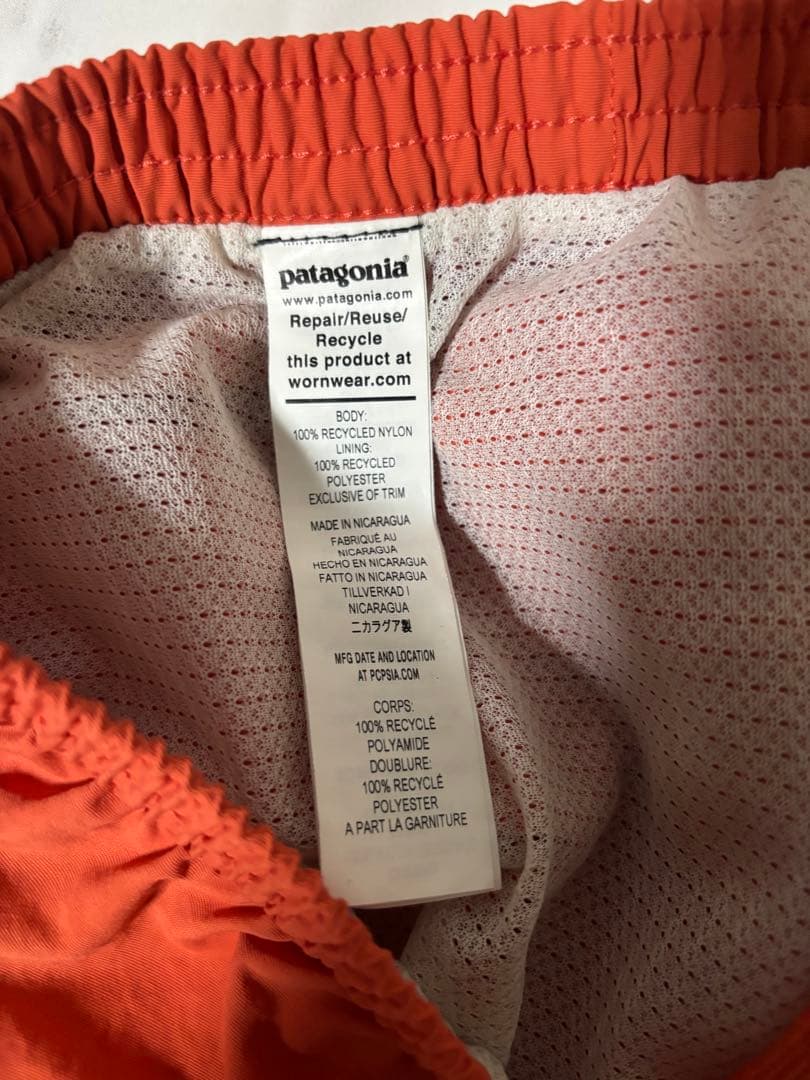 patagonia®
www.patagonia.com
Repair/Reuse/
Recycle
this product at
wornwear.com
BODY:
100% RECYCLED NYLON
LINING:
100% RECYCLED
POLYESTER
EXCLUSIVE OF TRIM
MADE IN NICARAGUA
FABRIQUÉ AU
NICARAGUA
HECHO EN NICARAGUA
FATTO IN NICARAGUA
TILLVERKAD I
NICARAGUA
ニカラグア製
MFG DATE AND LOCATION
AT PCPSIA.COM
CORPS:
100% RECYCLÉ
POLYAMIDE
DOUBLURE:
100% RECYCLÉ
POLYESTER
A PART LA GARNITURE